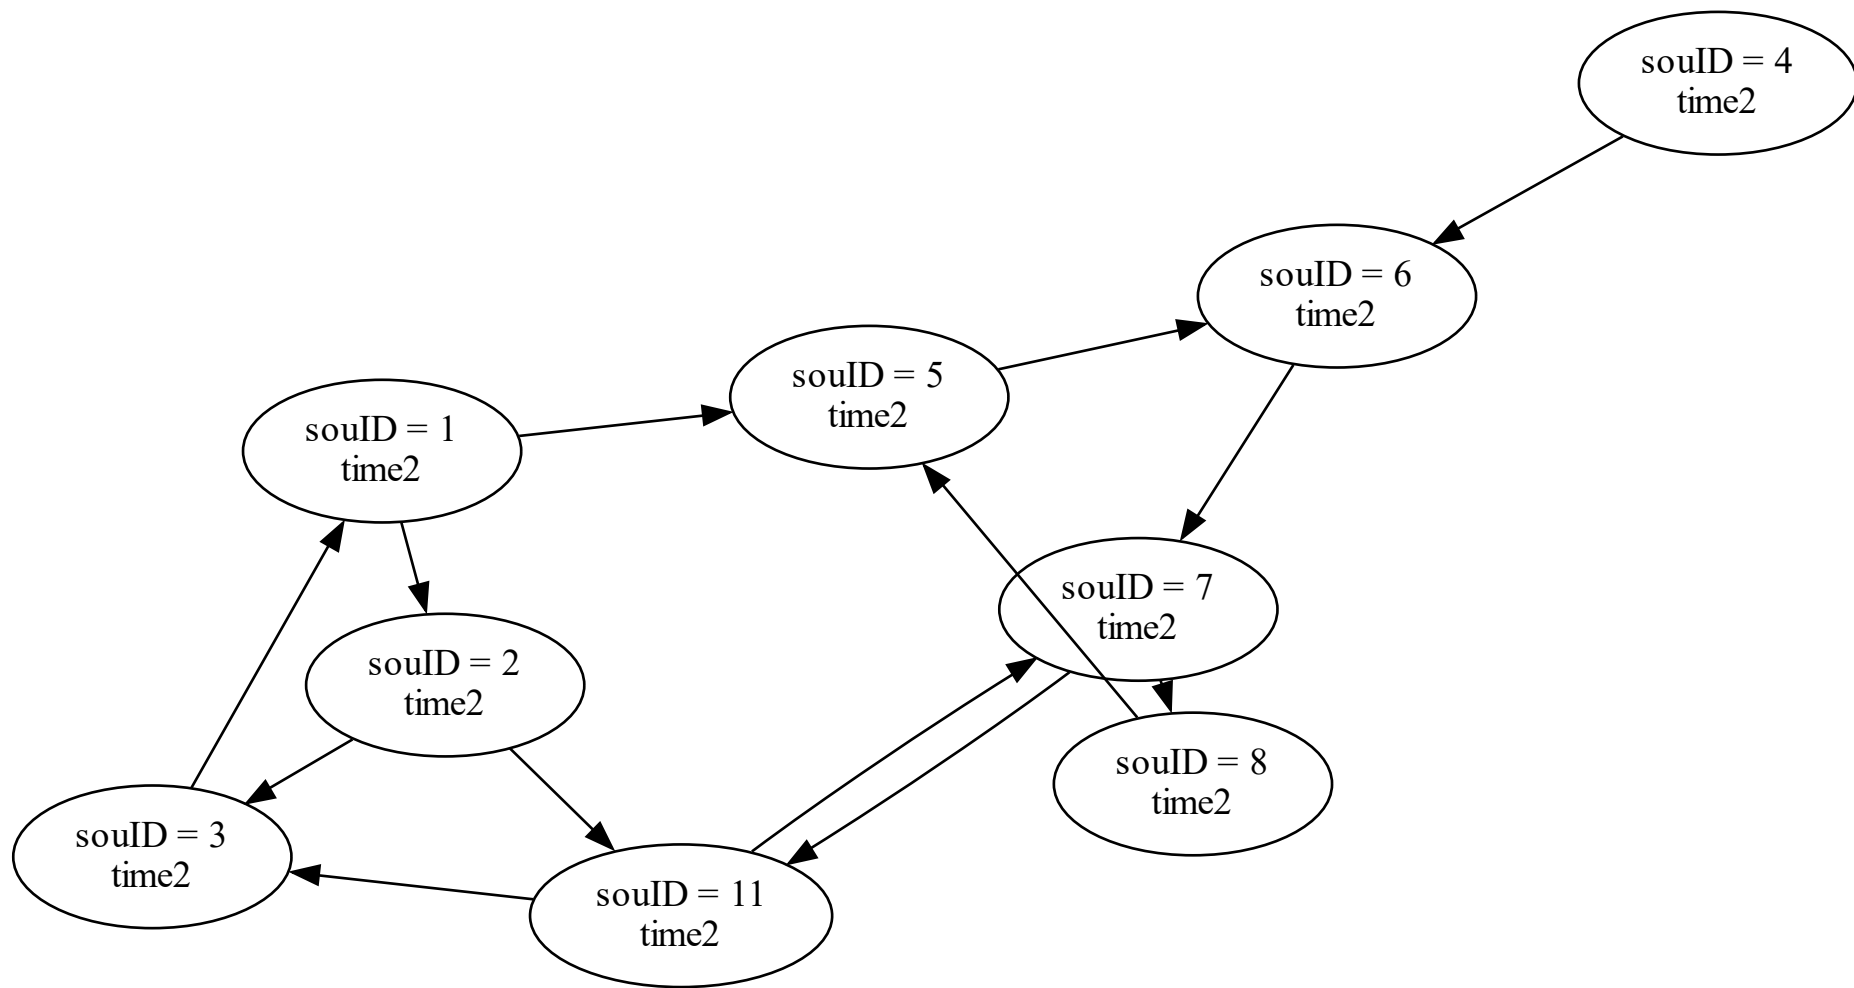 souID = 4
time2
souID = 6
time2
souID = 5
time2
souID = 1
time2
souID = 7
time2
souID = 2
time2
souID = 8
time2
souID = 3
time2
souID = 11
time2